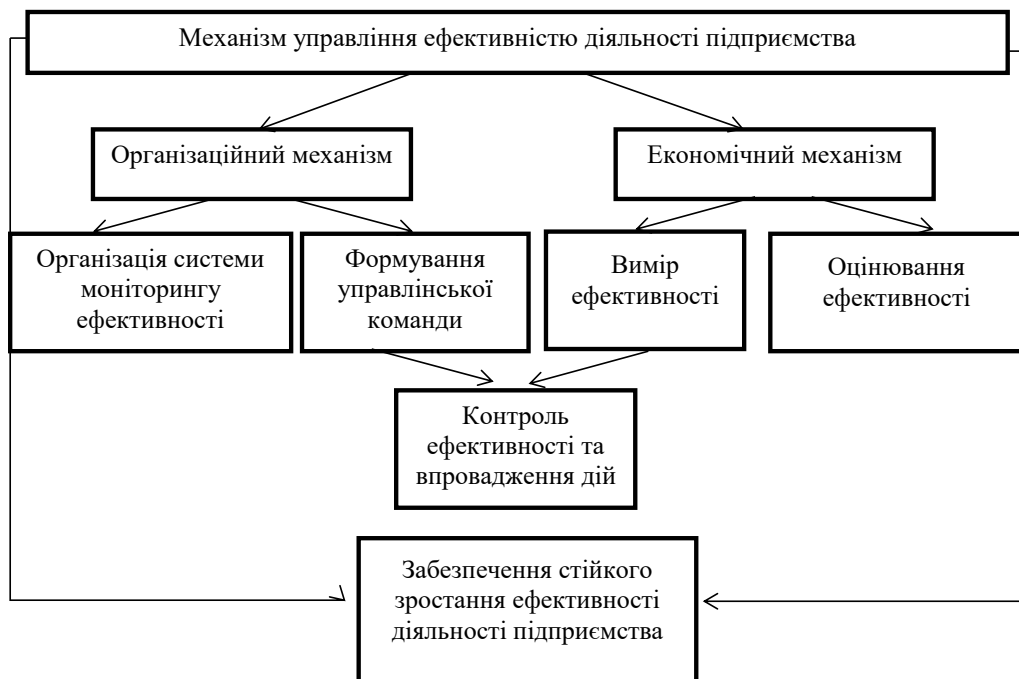 Механізм управління ефективністю діяльності підприємства
Організаційний механізм
Економічний механізм
Організація системи
моніторингу
ефективності
Формування
управлінської
команди
Вимір
ефективності
Оцінювання
ефективності
Контроль
ефективності та
впровадження дій
Забезпечення стійкого
зростання ефективності
діяльності підприємства